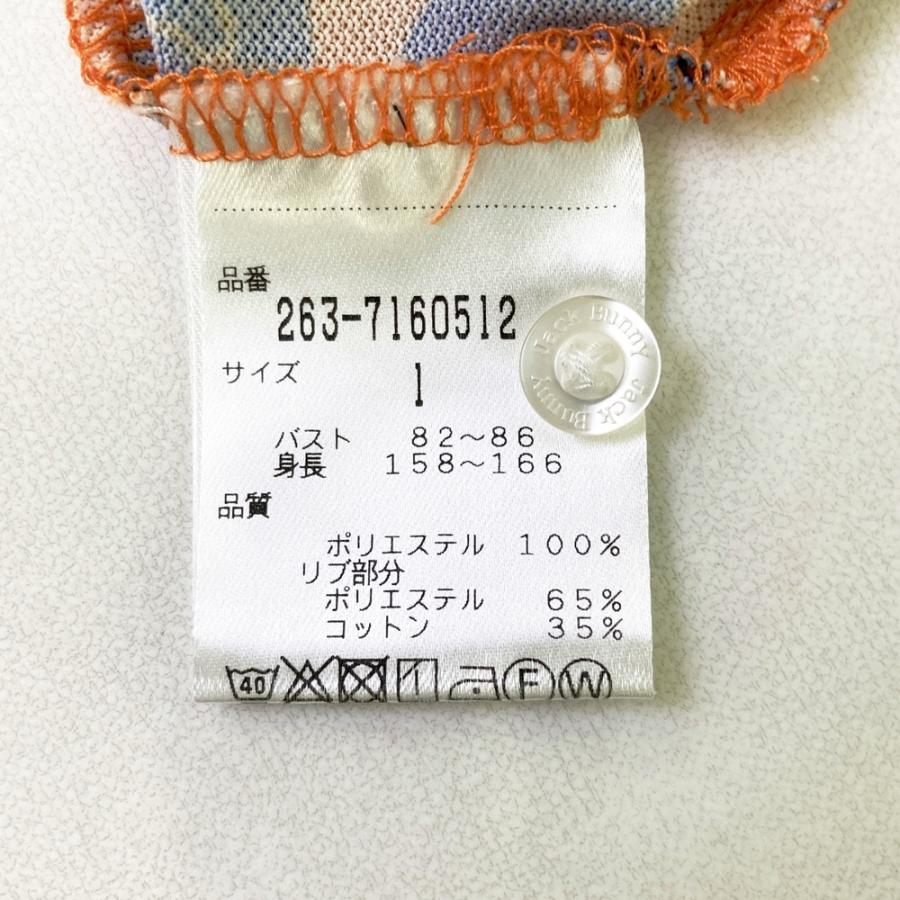 品番
263-7160512
Jack Bunny Jack Bunny
サイズ 1
バスト 82～86
身長 158～166
品質
ポリエステル 100%
リブ部分
ポリエステル 65%
コットン 35%
40 F W